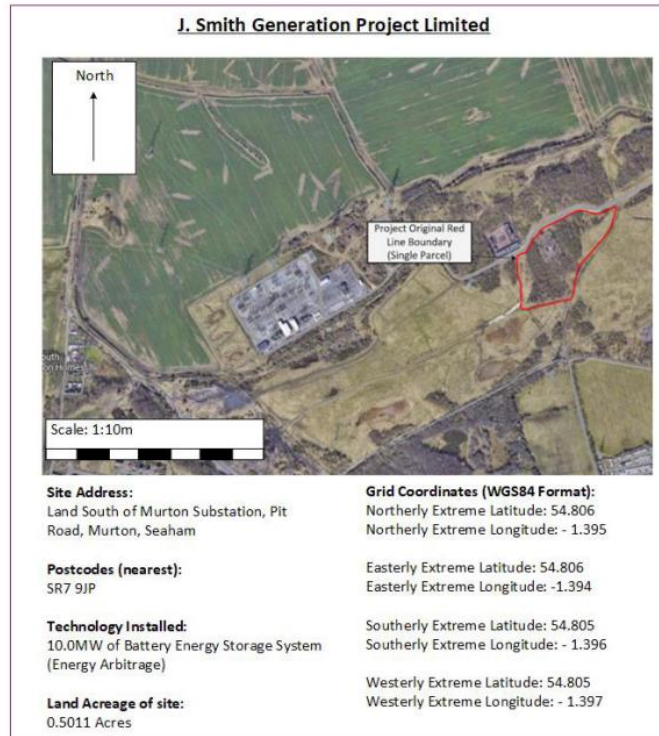 J. Smith Generation Project Limited
North
Project Original Red
Line Boundary
(Single Parcel)
Scale: 1:10m
Site Address:
Land South of Murton Substation, Pit
Road, Murton, Seaham
Postcodes (nearest):
SR7 9JP
Technology Installed:
10.0MW of Battery Energy Storage System
(Energy Arbitrage)
Land Acreage of site:
0.5011 Acres
Grid Coordinates (WGS84 Format):
Northerly Extreme Latitude: 54.806
Northerly Extreme Longitude: - 1.395
Easterly Extreme Latitude: 54.806
Easterly Extreme Longitude: -1.394
Southerly Extreme Latitude: 54.805
Southerly Extreme Longitude: - 1.396
Westerly Extreme Latitude: 54.805
Westerly Extreme Longitude: - 1.397